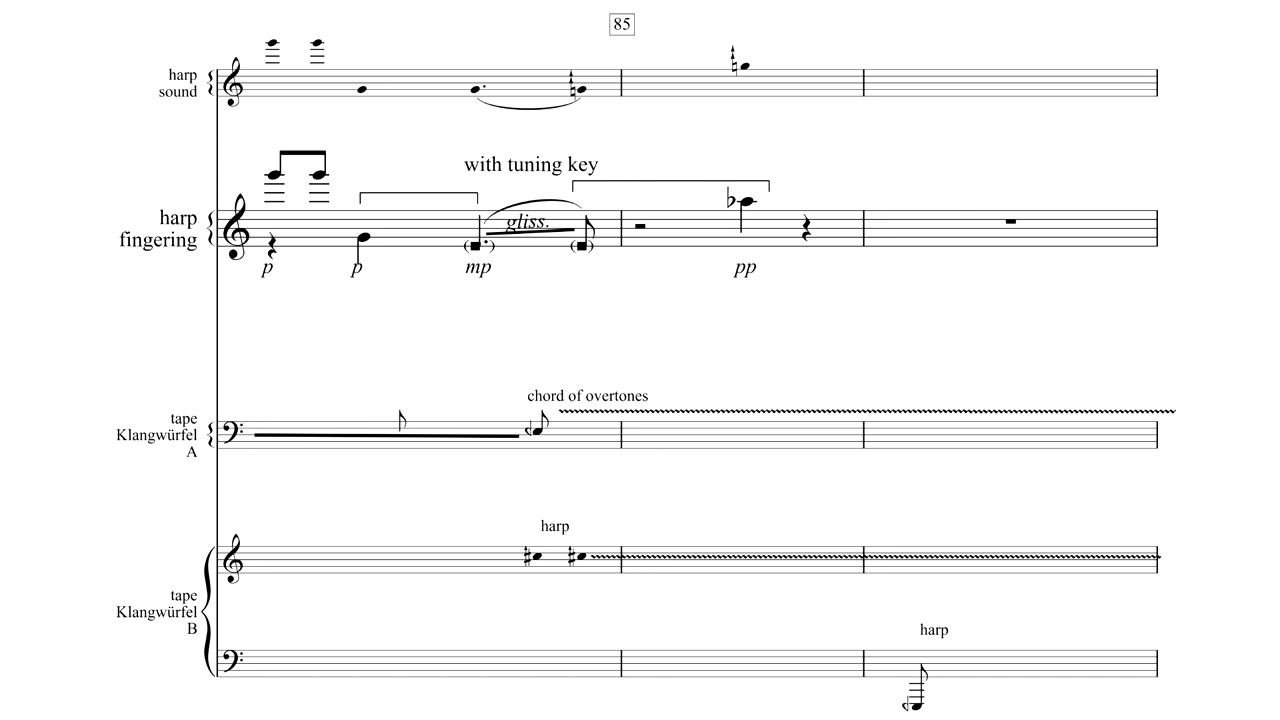 85
harp
sound
with tuning key
gliss.
harp
fingering
p p mp pp
chord of overtones
tape
Klangwürfel
A
harp
tape
Klangwürfel
B
harp